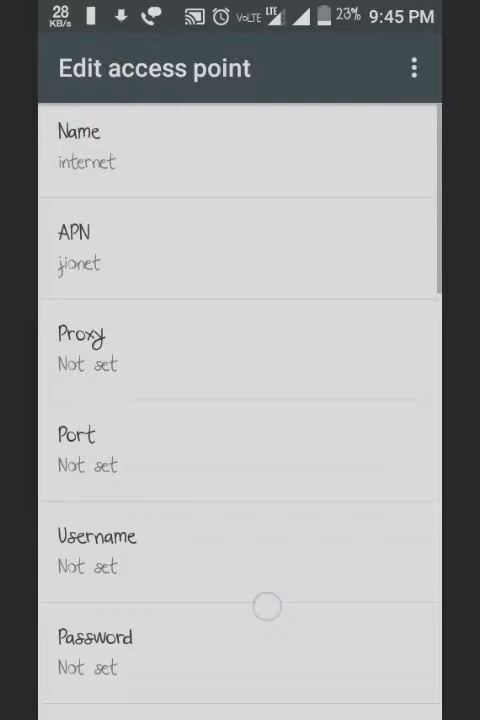 28 KB/s VoLTE LTE 23% 9:45 PM
Edit access point
Name
internet
APN
jionet
Proxy
Not set
Port
Not set
Username
Not set
Password
Not set